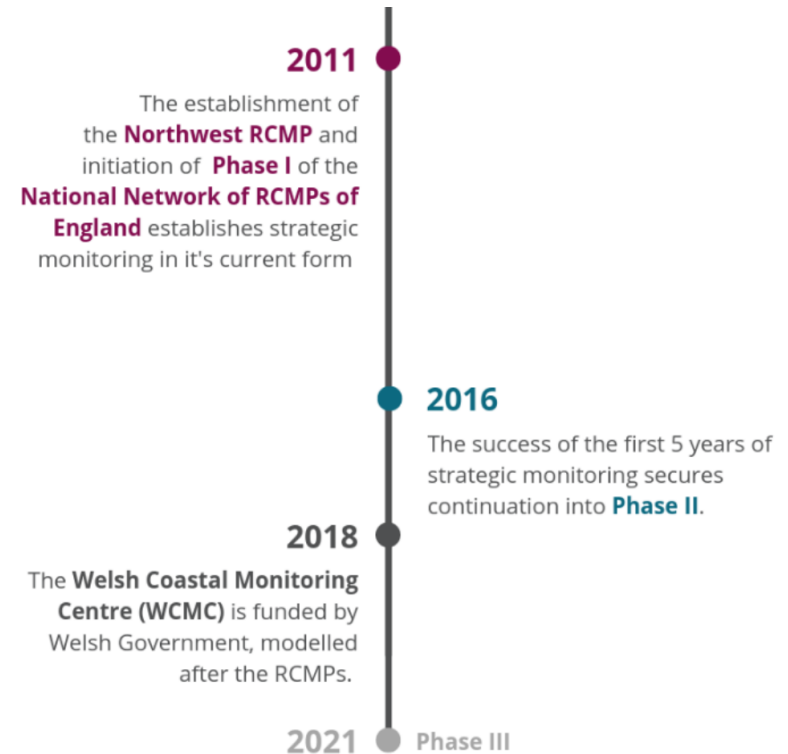 2011
The establishment of
the Northwest RCMP and
initiation of Phase I of the
National Network of RCMPs of
England establishes strategic
monitoring in it's current form
2016
The success of the first 5 years of
strategic monitoring secures
continuation into Phase II.
2018
The Welsh Coastal Monitoring
Centre (WCMC) is funded by
Welsh Government, modelled
after the RCMPs.
2021 Phase III